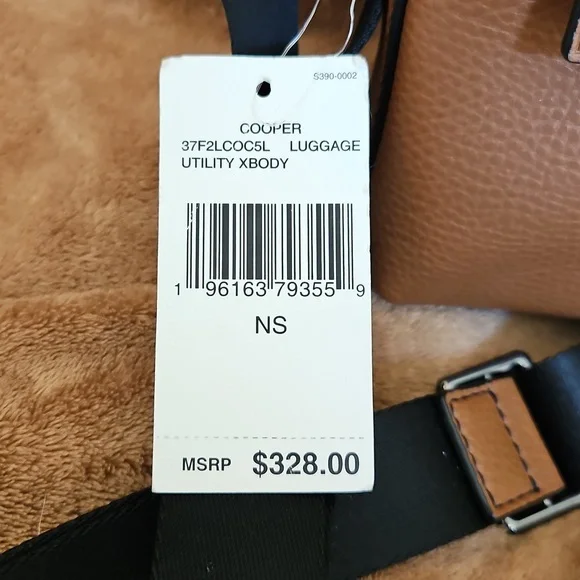 S390-0002
COOPER
37F2LCOC5L LUGGAGE
UTILITY XBODY
1 96163 79355 9
NS
MSRP $328.00